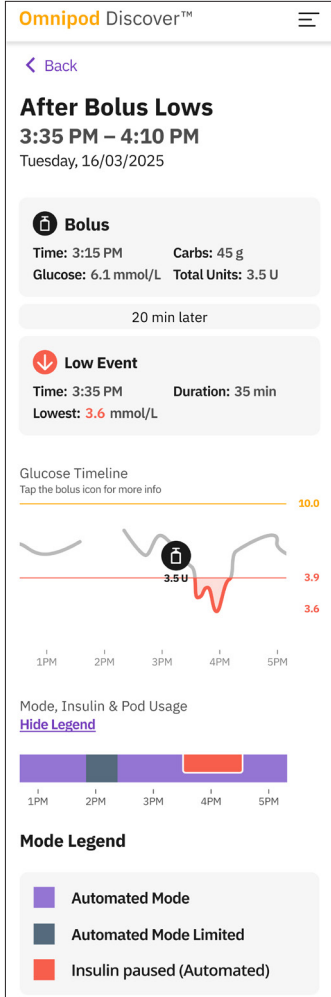 Omnipod Discover™
Back
After Bolus Lows
3:35 PM – 4:10 PM
Tuesday, 16/03/2025
Bolus
Time: 3:15 PM Carbs: 45 g
Glucose: 6.1 mmol/L Total Units: 3.5 U
20 min later
Low Event
Time: 3:35 PM Duration: 35 min
Lowest: 3.6 mmol/L
Glucose Timeline
Tap the bolus icon for more info
10.0
3.5 U 3.9
3.6
1PM 2PM 3PM 4PM 5PM
Mode, Insulin & Pod Usage
Hide Legend
1PM 2PM 3PM 4PM 5PM
Mode Legend
Automated Mode
Automated Mode Limited
Insulin paused (Automated)